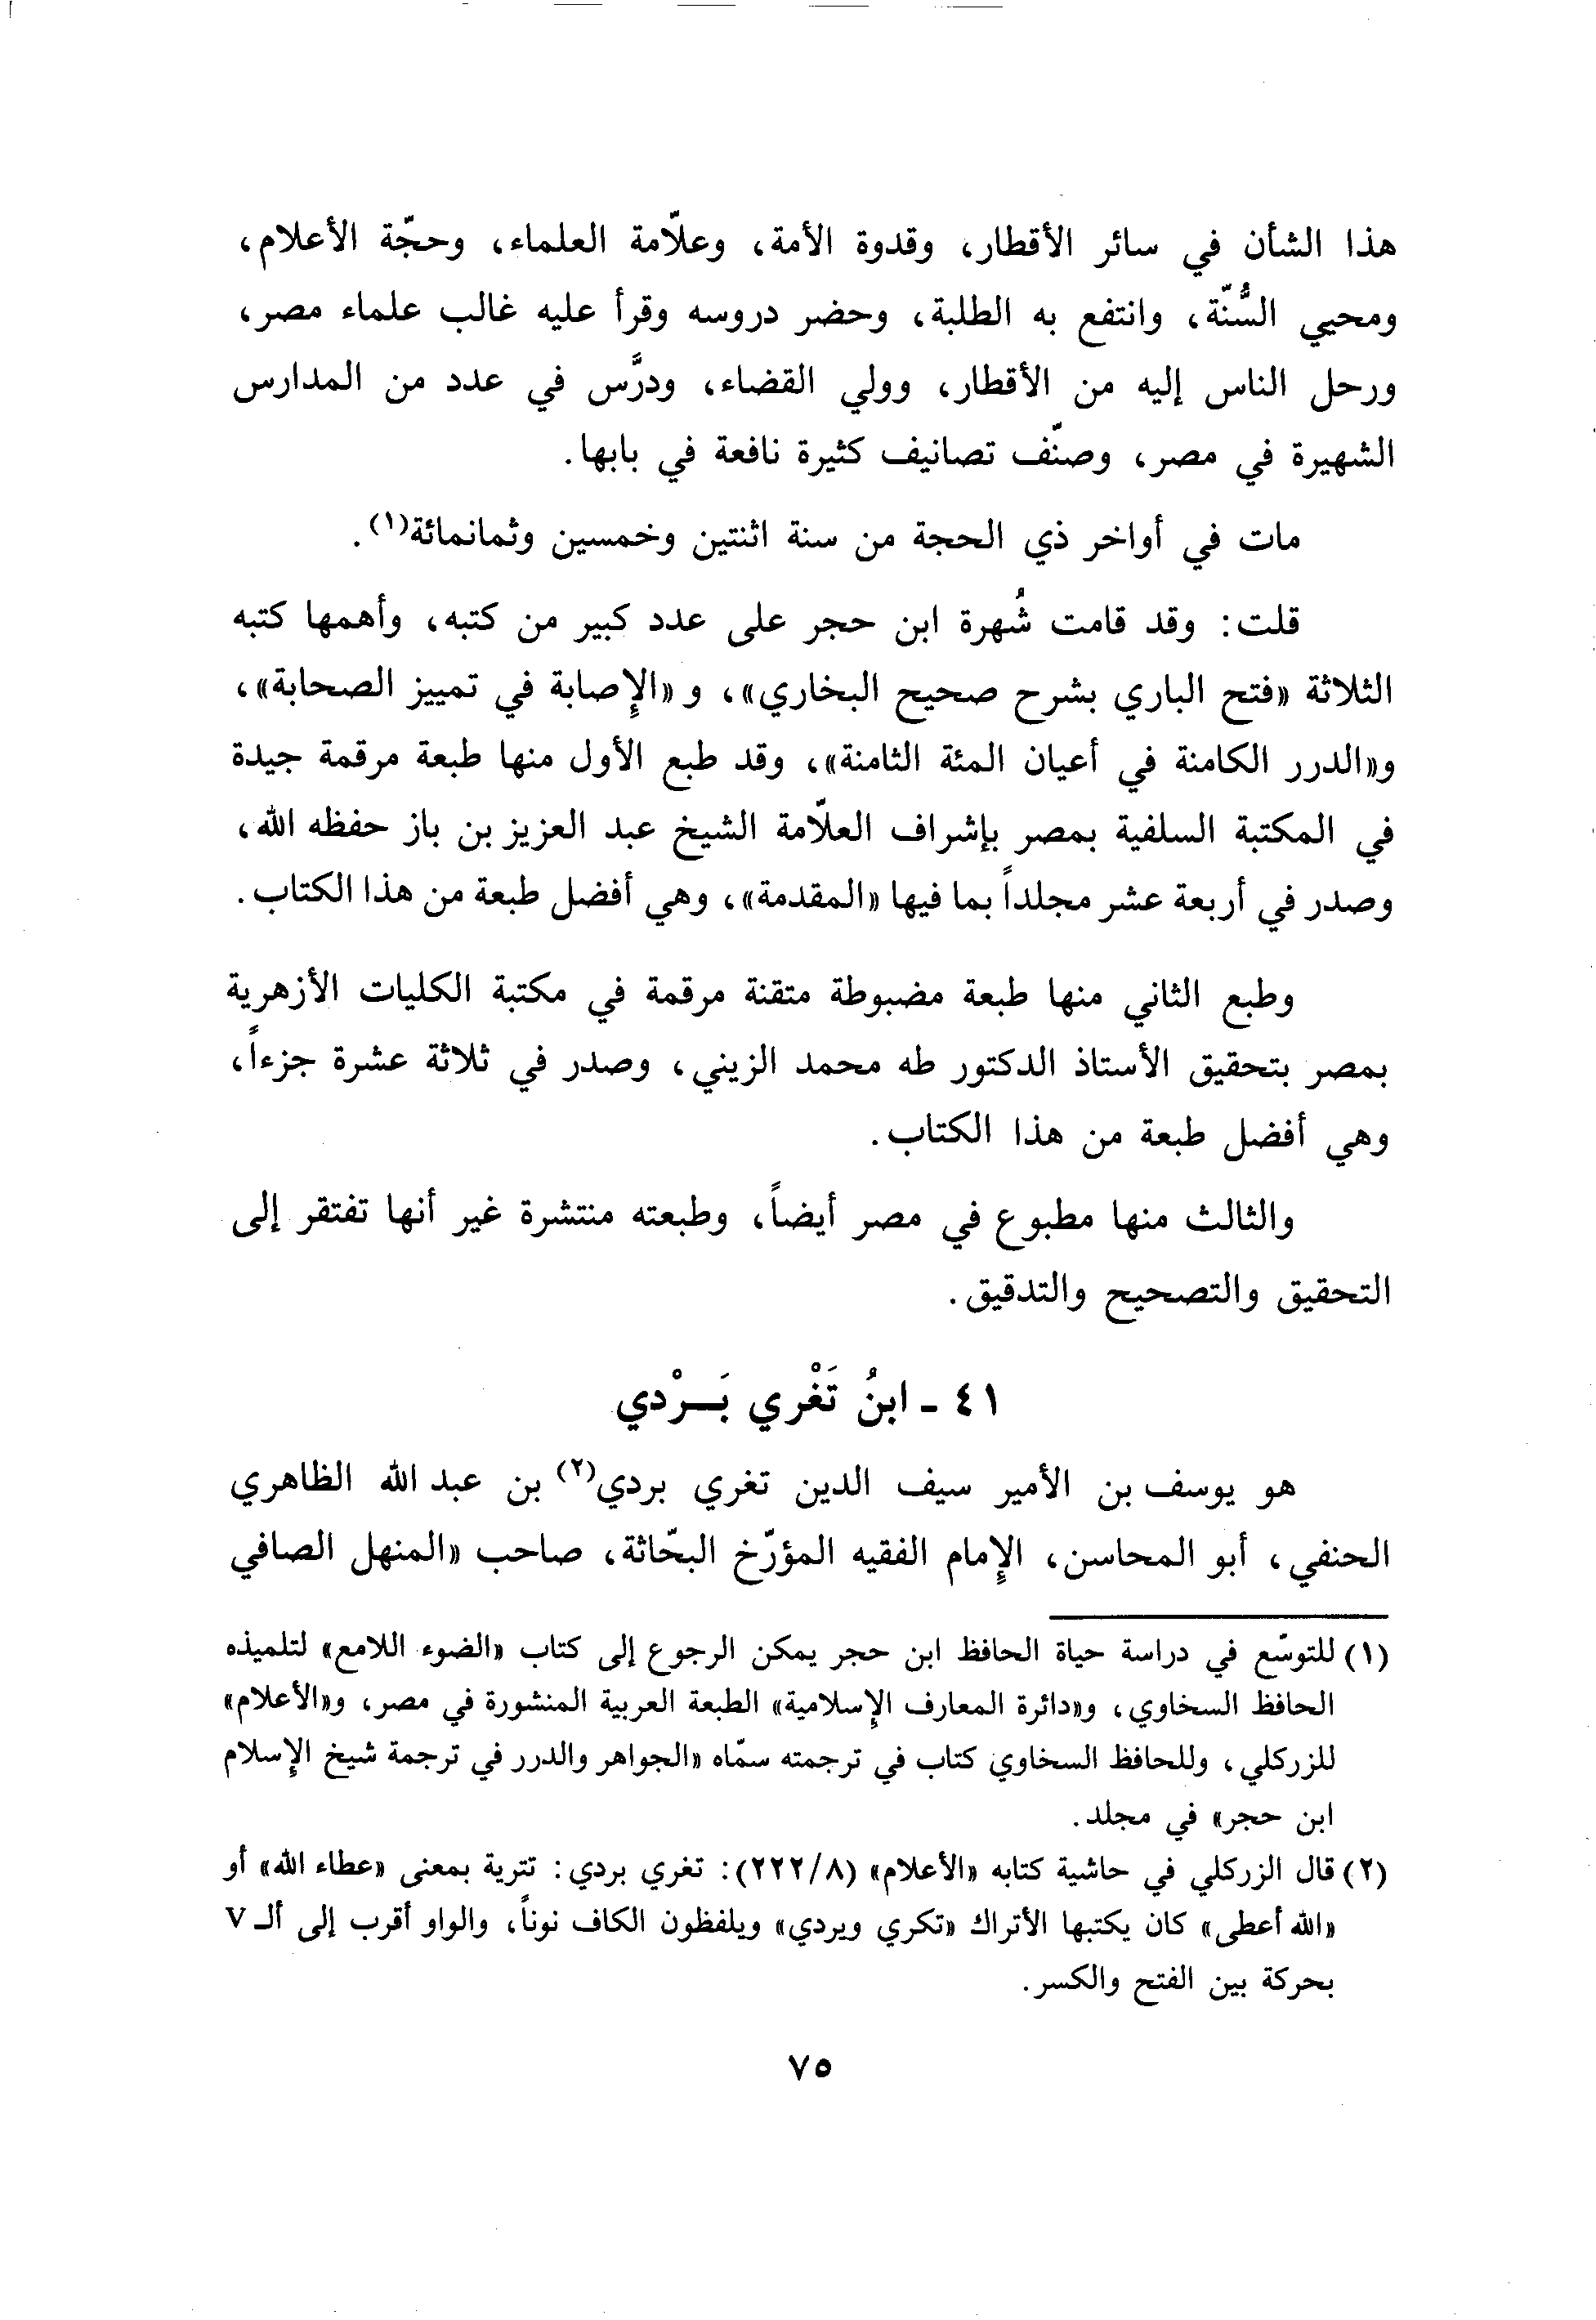 هذا الشأن في سائر الأقطار، وقدوة الأمة، وعلّامة العلماء، وحجّة الأعلام،
ومحيي السُّنّة، وانتفع به الطلبة، وحضر دروسه وقرأ عليه غالب علماء مصر،
ورحل الناس إليه من الأقطار، وولي القضاء، ودرَّس في عدد من المدارس
الشهيرة في مصر، وصنّف تصانيف كثيرة نافعة في بابها.
مات في أواخر ذي الحجة من سنة اثنتين وخمسين وثمانمائة(١).
قلت: وقد قامت شُهرة ابن حجر على عدد كبير من كتبه، وأهمها كتبه
الثلاثة «فتح الباري بشرح صحيح البخاري»، و «الإصابة في تمييز الصحابة»،
و«الدرر الكامنة في أعيان المئة الثامنة»، وقد طبع الأول منها طبعة مرقمة جيدة
في المكتبة السلفية بمصر بإشراف العلّامة الشيخ عبد العزيز بن باز حفظه الله،
وصدر في أربعة عشر مجلداً بما فيها «المقدمة»، وهي أفضل طبعة من هذا الكتاب.
وطبع الثاني منها طبعة مضبوطة متقنة مرقمة في مكتبة الكليات الأزهرية
بمصر بتحقيق الأستاذ الدكتور طه محمد الزيني، وصدر في ثلاثة عشرة جزءاً،
وهي أفضل طبعة من هذا الكتاب.
والثالث منها مطبوع في مصر أيضاً، وطبعته منتشرة غير أنها تفتقر إلى
التحقيق والتصحيح والتدقيق.
٤١ - ابنُ تَغْري بَـرْدي
هو يوسف بن الأمير سيف الدين تغري بردي(٢) بن عبد الله الظاهري
الحنفي، أبو المحاسن، الإمام الفقيه المؤرّخ البحّاثة، صاحب «المنهل الصافي
(١) للتوسّع في دراسة حياة الحافظ ابن حجر يمكن الرجوع إلى كتاب «الضوء اللامع» لتلميذه
الحافظ السخاوي، و«دائرة المعارف الإسلامية» الطبعة العربية المنشورة في مصر، و«الأعلام»
للزركلي، وللحافظ السخاوي كتاب في ترجمته سمّاه «الجواهر والدرر في ترجمة شيخ الإسلام
ابن حجر» في مجلد.
(٢) قال الزركلي في حاشية كتابه «الأعلام» (٨/٢٢٢): تغري بردي: تترية بمعنى «عطاء الله» أو
«الله أعطى» كان يكتبها الأتراك «تكري ويردي» ويلفظون الكاف نوناً، والواو أقرب إلى ألـ V
بحركة بين الفتح والكسر.
٧٥